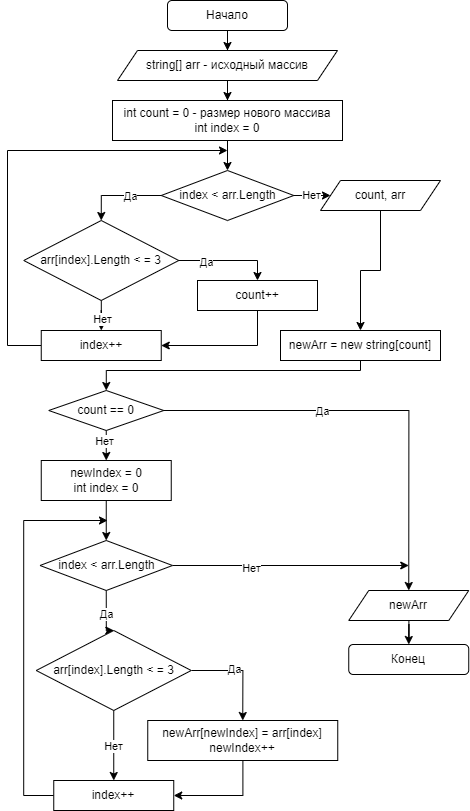 Начало
string[] arr - исходный массив
int count = 0 - размер нового массива
int index = 0
index < arr.Length
Да
Нет
count, arr
arr[index].Length < = 3
Да
count++
Нет
index++
newArr = new string[count]
count == 0
Да
Нет
newIndex = 0
int index = 0
index < arr.Length
Нет
Да
newArr
arr[index].Length < = 3
Да
Конец
newArr[newIndex] = arr[index]
newIndex++
Нет
index++